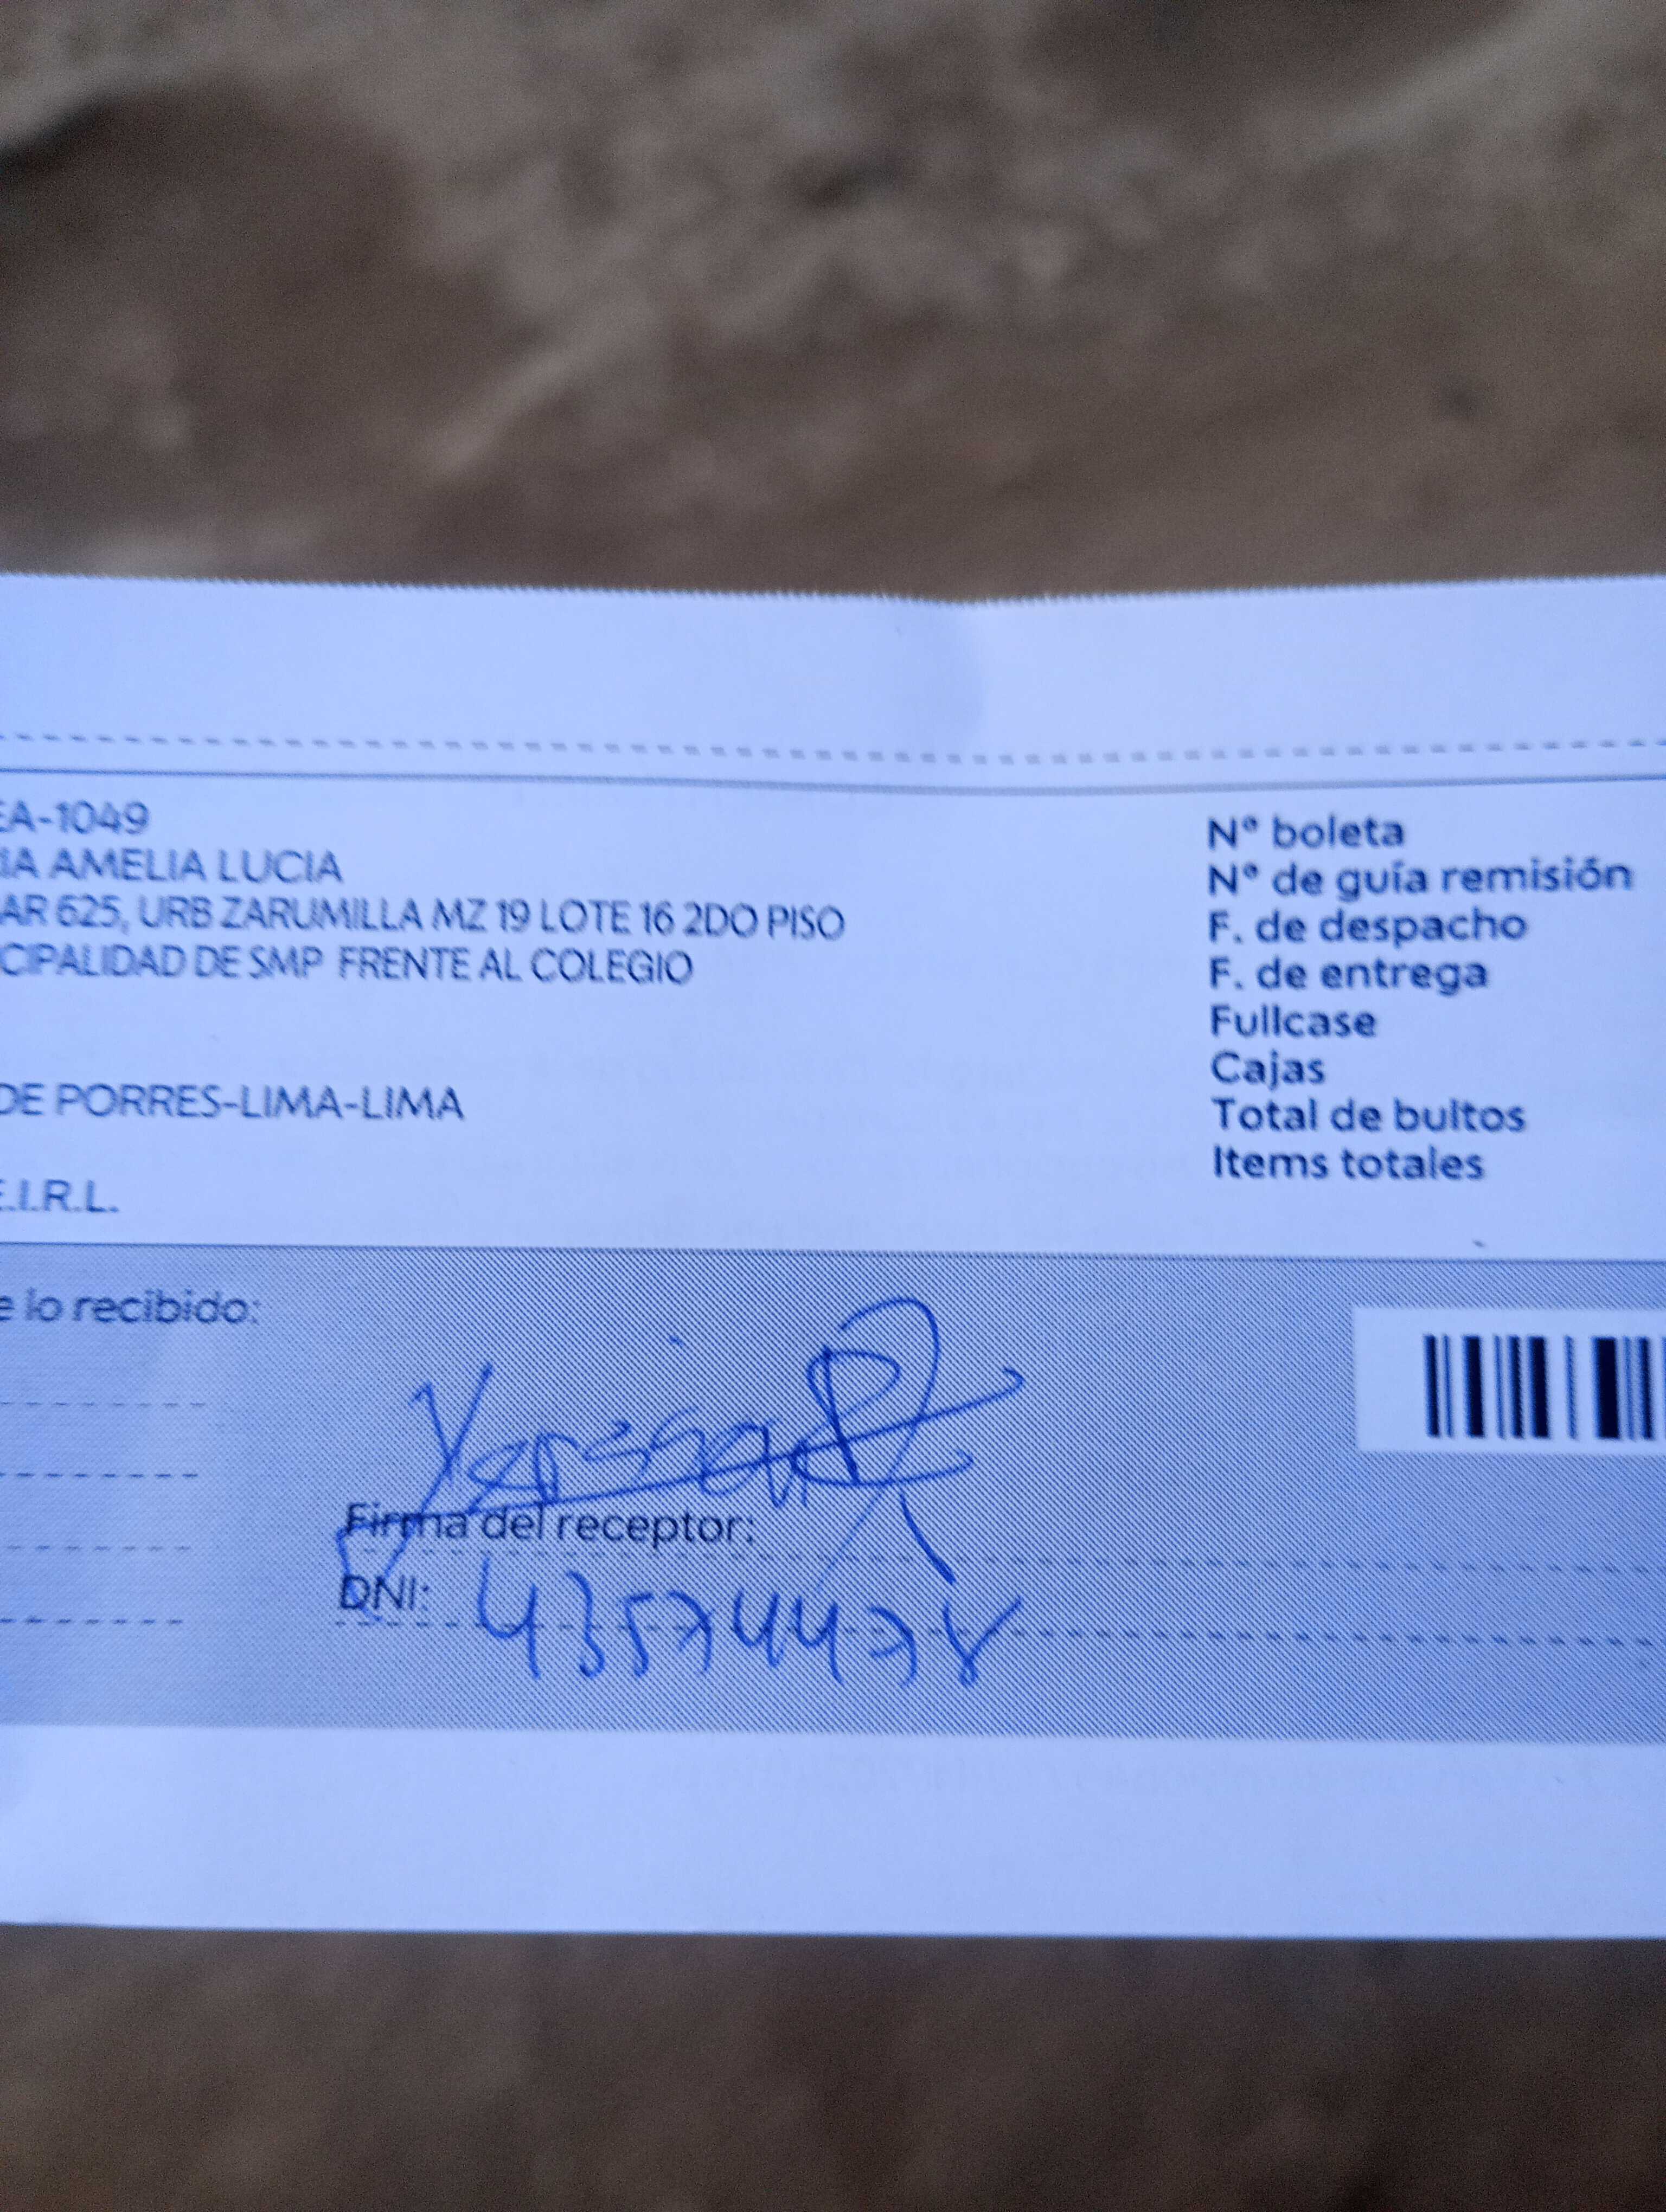 EA-1049
IA AMELIA LUCIA
AR 625, URB ZARUMILLA MZ 19 LOTE 16 2DO PISO
CIPALIDAD DE SMP FRENTE AL COLEGIO
DE PORRES-LIMA-LIMA
E.I.R.L.
N° boleta
N° de guía remisión
F. de despacho
F. de entrega
Fullcase
Cajas
Total de bultos
Items totales
e lo recibido:
Firma del receptor:
DNI: 43574478